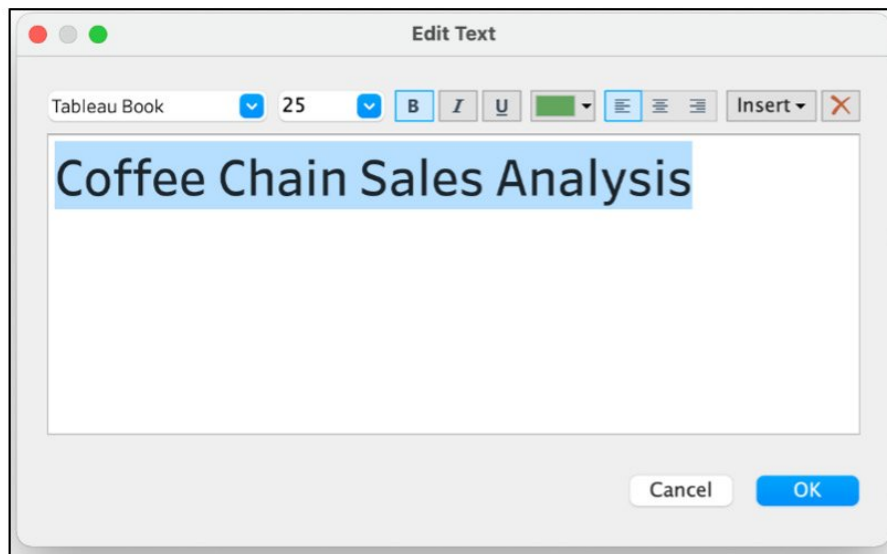 Edit Text
Tableau Book 25 B I U Insert
Coffee Chain Sales Analysis
Cancel OK